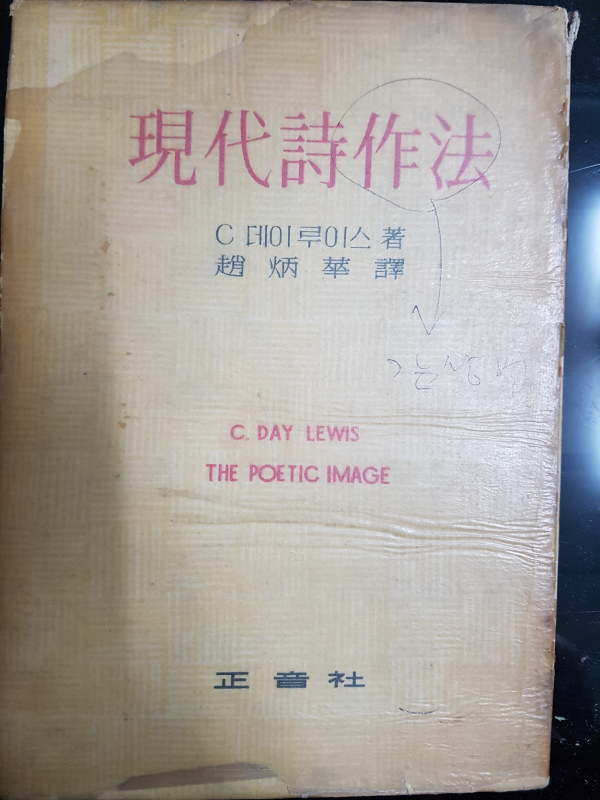 現代詩作法
C 데이루이스 著
趙炳華 譯
C. DAY LEWIS
THE POETIC IMAGE
正音社